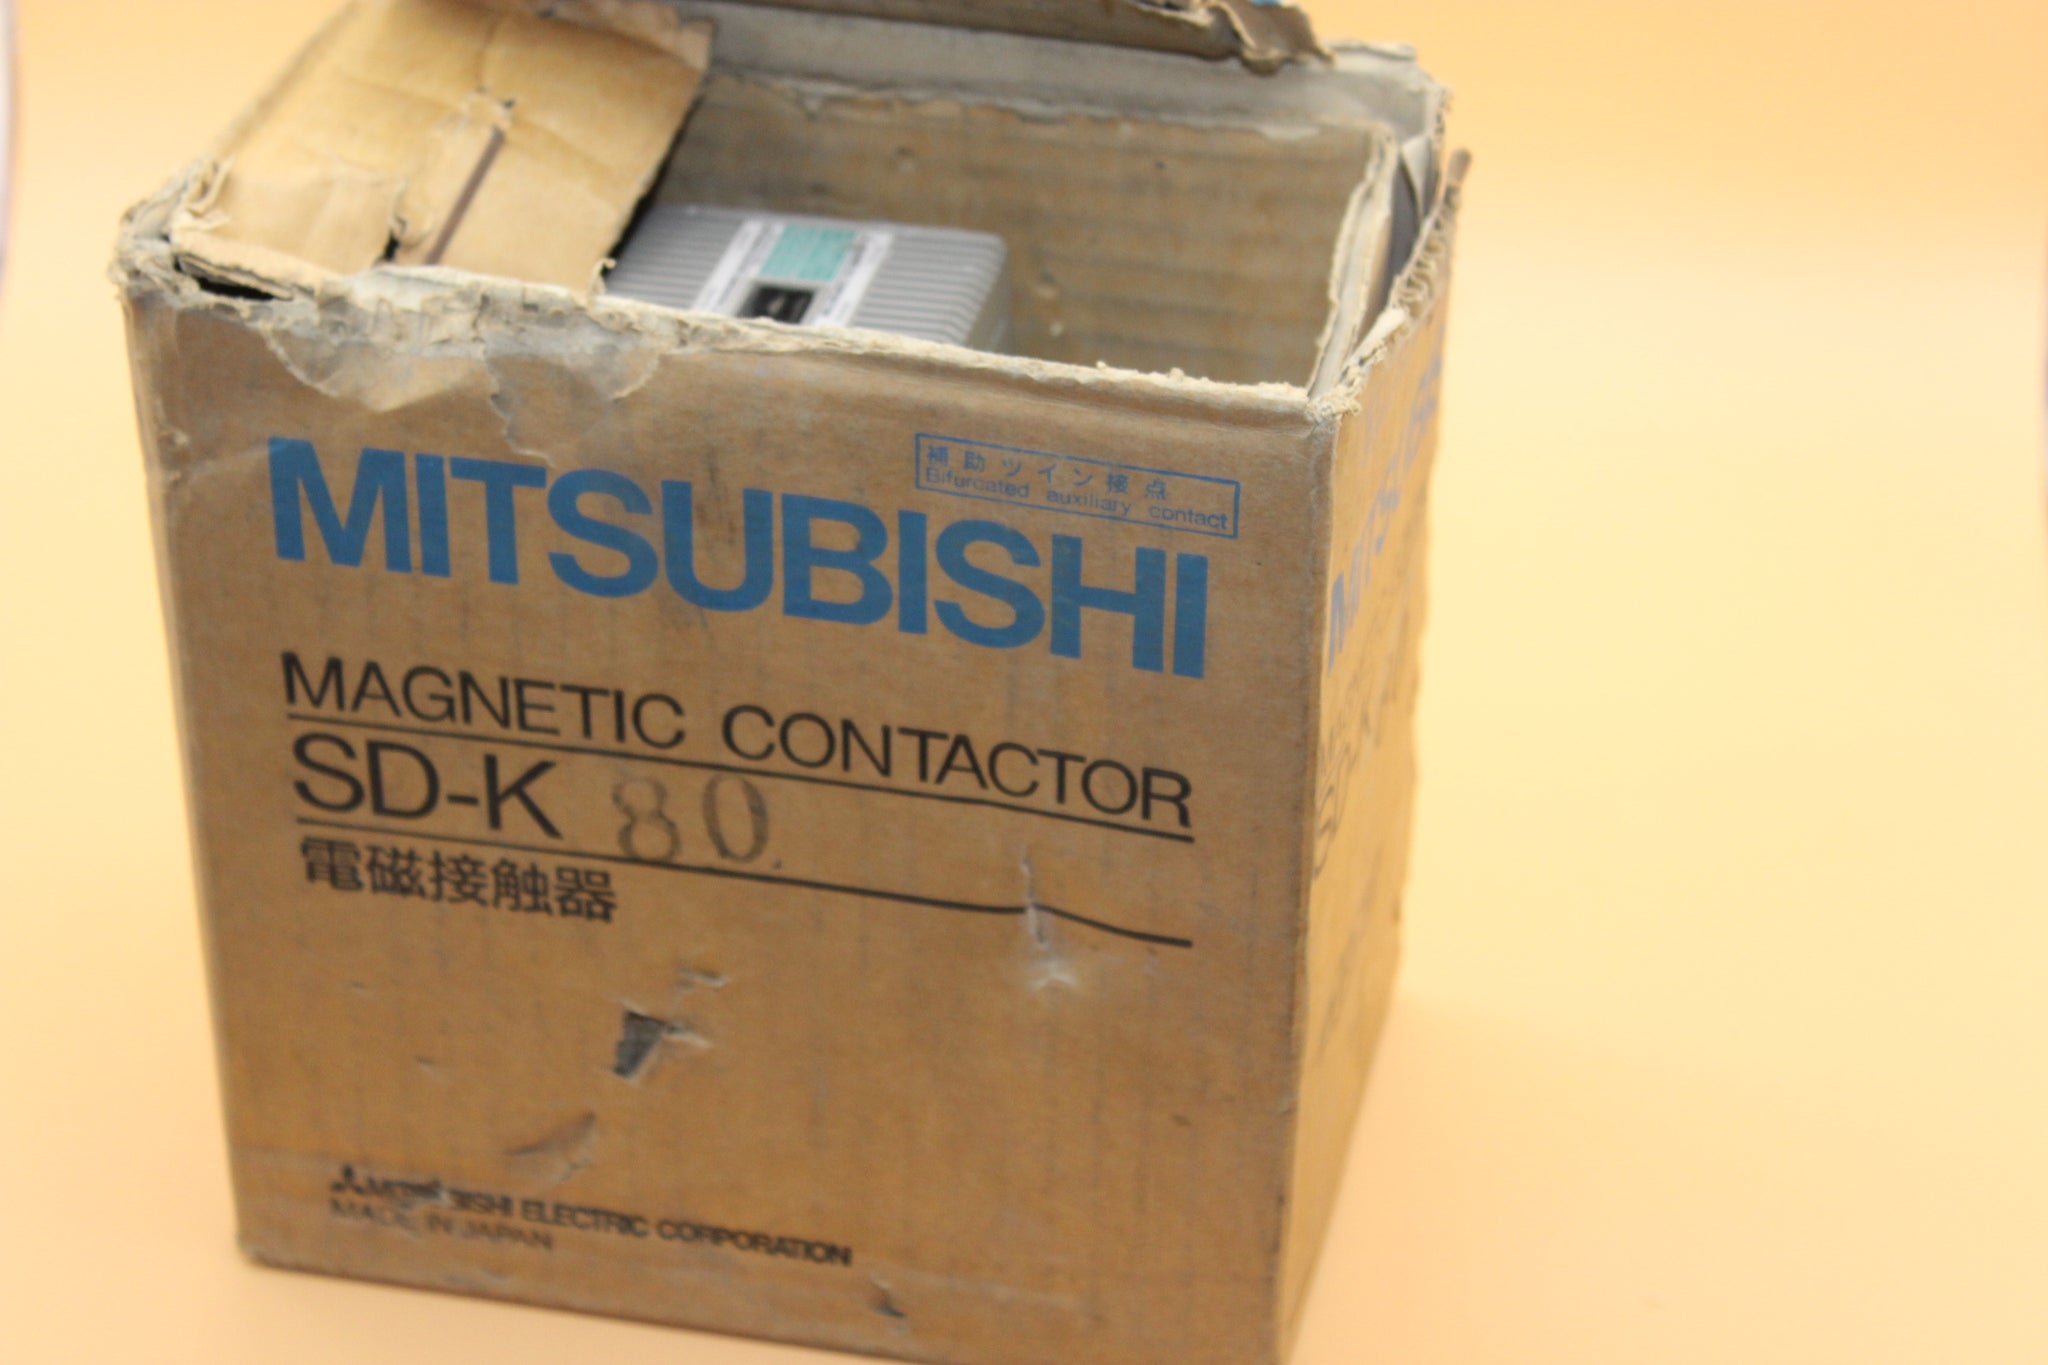 補助ツイン接点
Bifurcated auxiliary contact
MITSUBISHI
MAGNETIC CONTACTOR
SD-K 80
電磁接触器
MITSUBISHI ELECTRIC CORPORATION
MADE IN JAPAN
MITSUBI